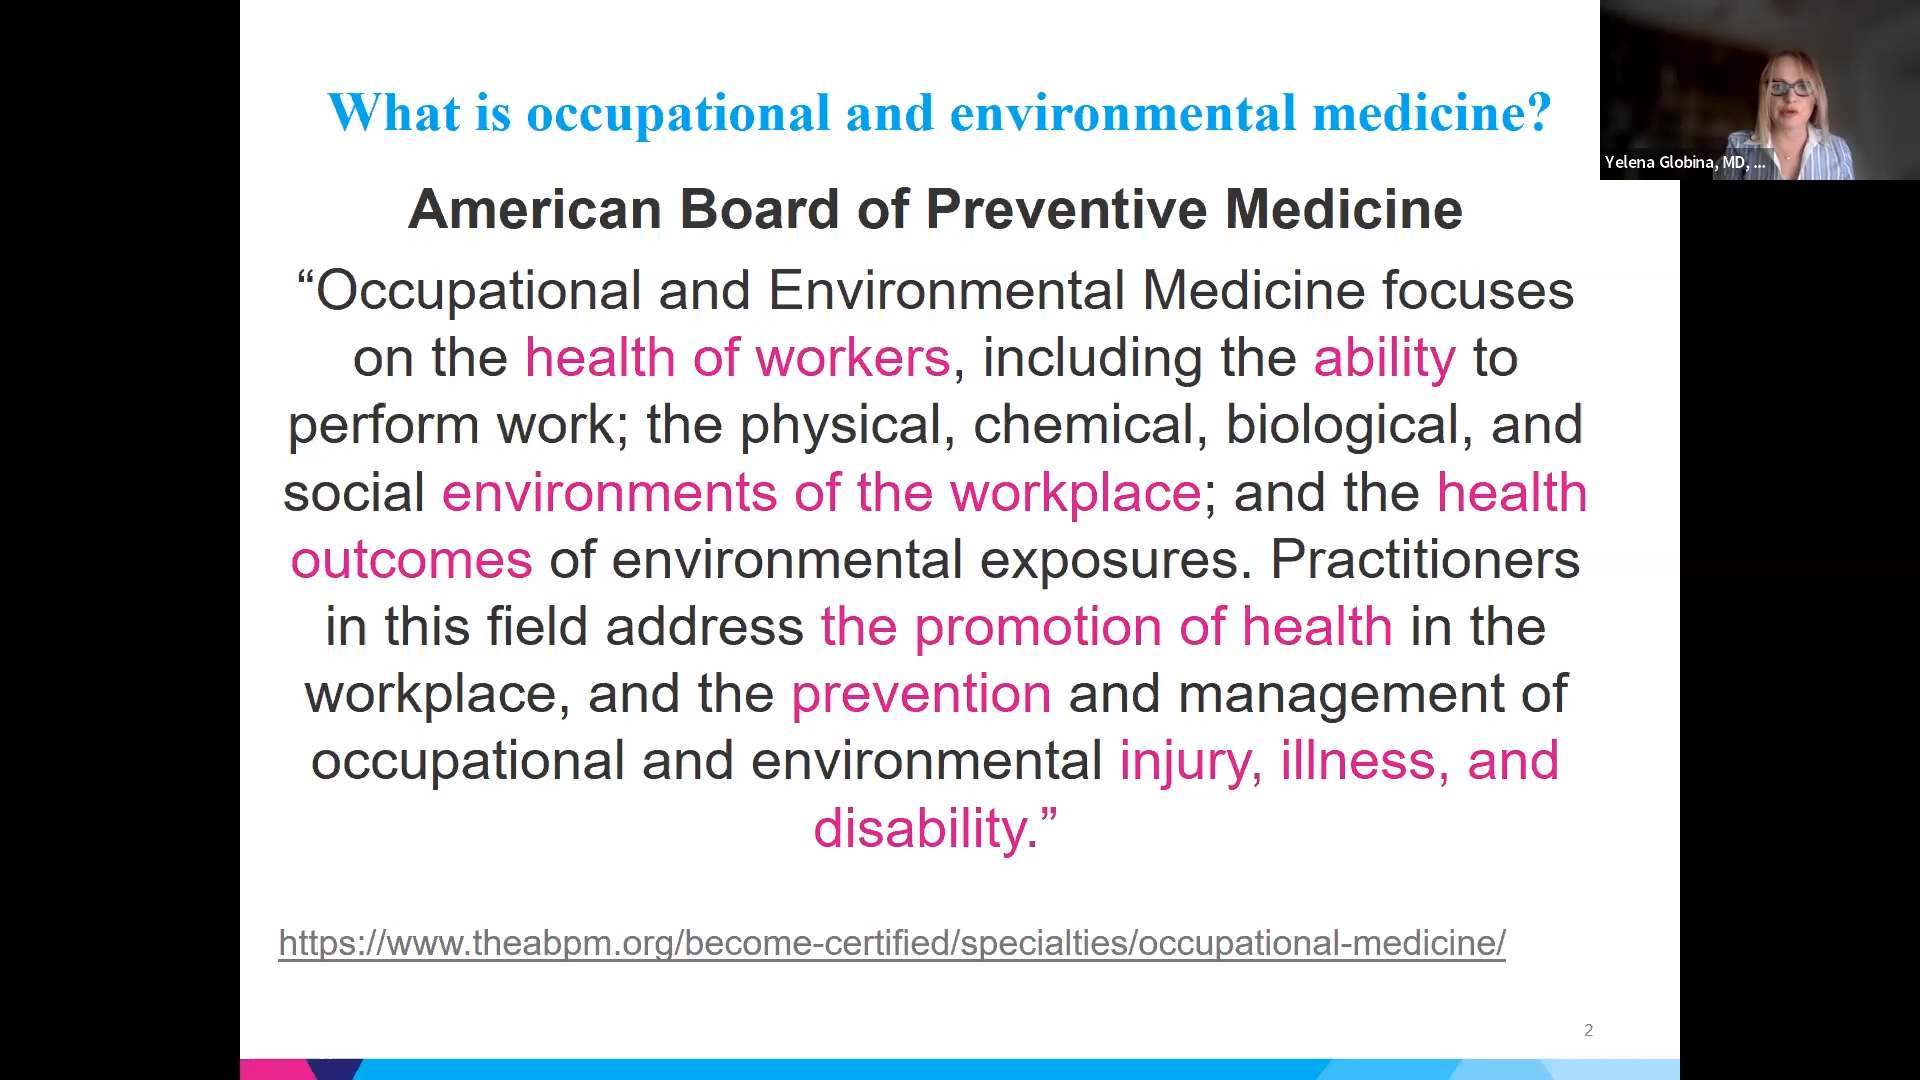 What is occupational and environmental medicine?
Yelena Globina, MD, ...
American Board of Preventive Medicine
“Occupational and Environmental Medicine focuses
on the health of workers, including the ability to
perform work; the physical, chemical, biological, and
social environments of the workplace; and the health
outcomes of environmental exposures. Practitioners
in this field address the promotion of health in the
workplace, and the prevention and management of
occupational and environmental injury, illness, and
disability.”
https://www.theabpm.org/become-certified/specialties/occupational-medicine/
2